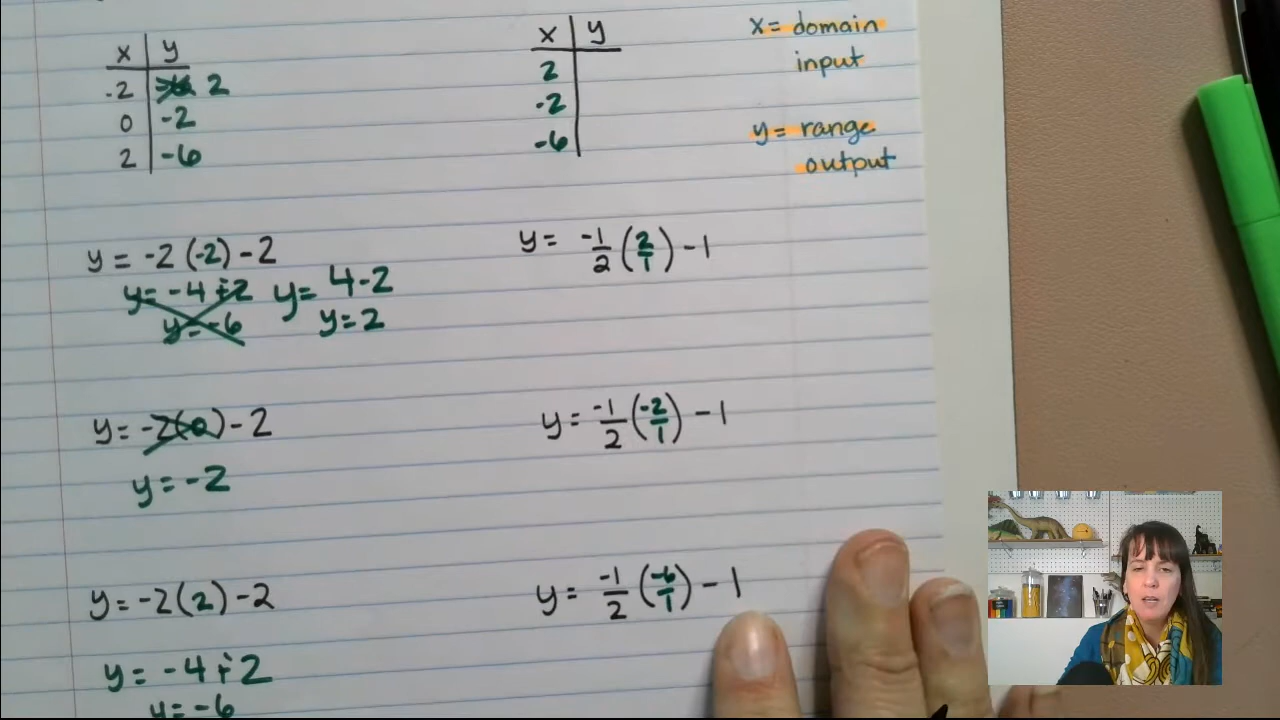 x y
-2 2
0 -2
2 -6
x y
2
-2
-6
x = domain
input
y = range
output
y = -2 (-2) - 2
y = -4 + 2
y = -6
y = 4 - 2
y = 2
y = -2(0) - 2
y = -2
y = -2(2) - 2
y = -4 + 2
y = -6
y = -1/2 (2/1) - 1
y = -1/2 (-2/1) - 1
y = -1/2 (-6/1) - 1